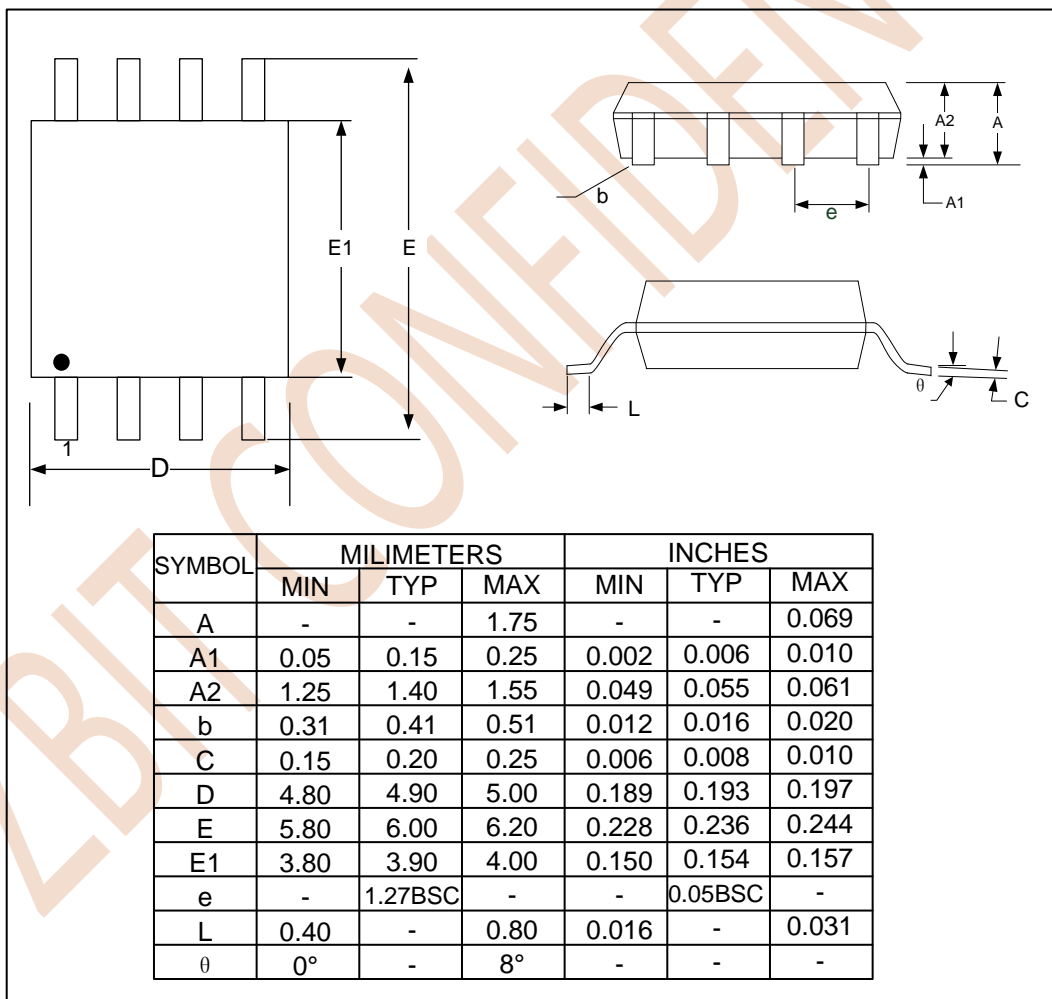 E1
E
1
D
b
e
A2
A
A1
L
θ
C
SYMBOL MILIMETERS INCHES
MIN TYP MAX MIN TYP MAX
A - - 1.75 - - 0.069
A1 0.05 0.15 0.25 0.002 0.006 0.010
A2 1.25 1.40 1.55 0.049 0.055 0.061
b 0.31 0.41 0.51 0.012 0.016 0.020
C 0.15 0.20 0.25 0.006 0.008 0.010
D 4.80 4.90 5.00 0.189 0.193 0.197
E 5.80 6.00 6.20 0.228 0.236 0.244
E1 3.80 3.90 4.00 0.150 0.154 0.157
e - 1.27BSC - - 0.05BSC -
L 0.40 - 0.80 0.016 - 0.031
θ 0° - 8° - - -
ZBIT CONFIDEN